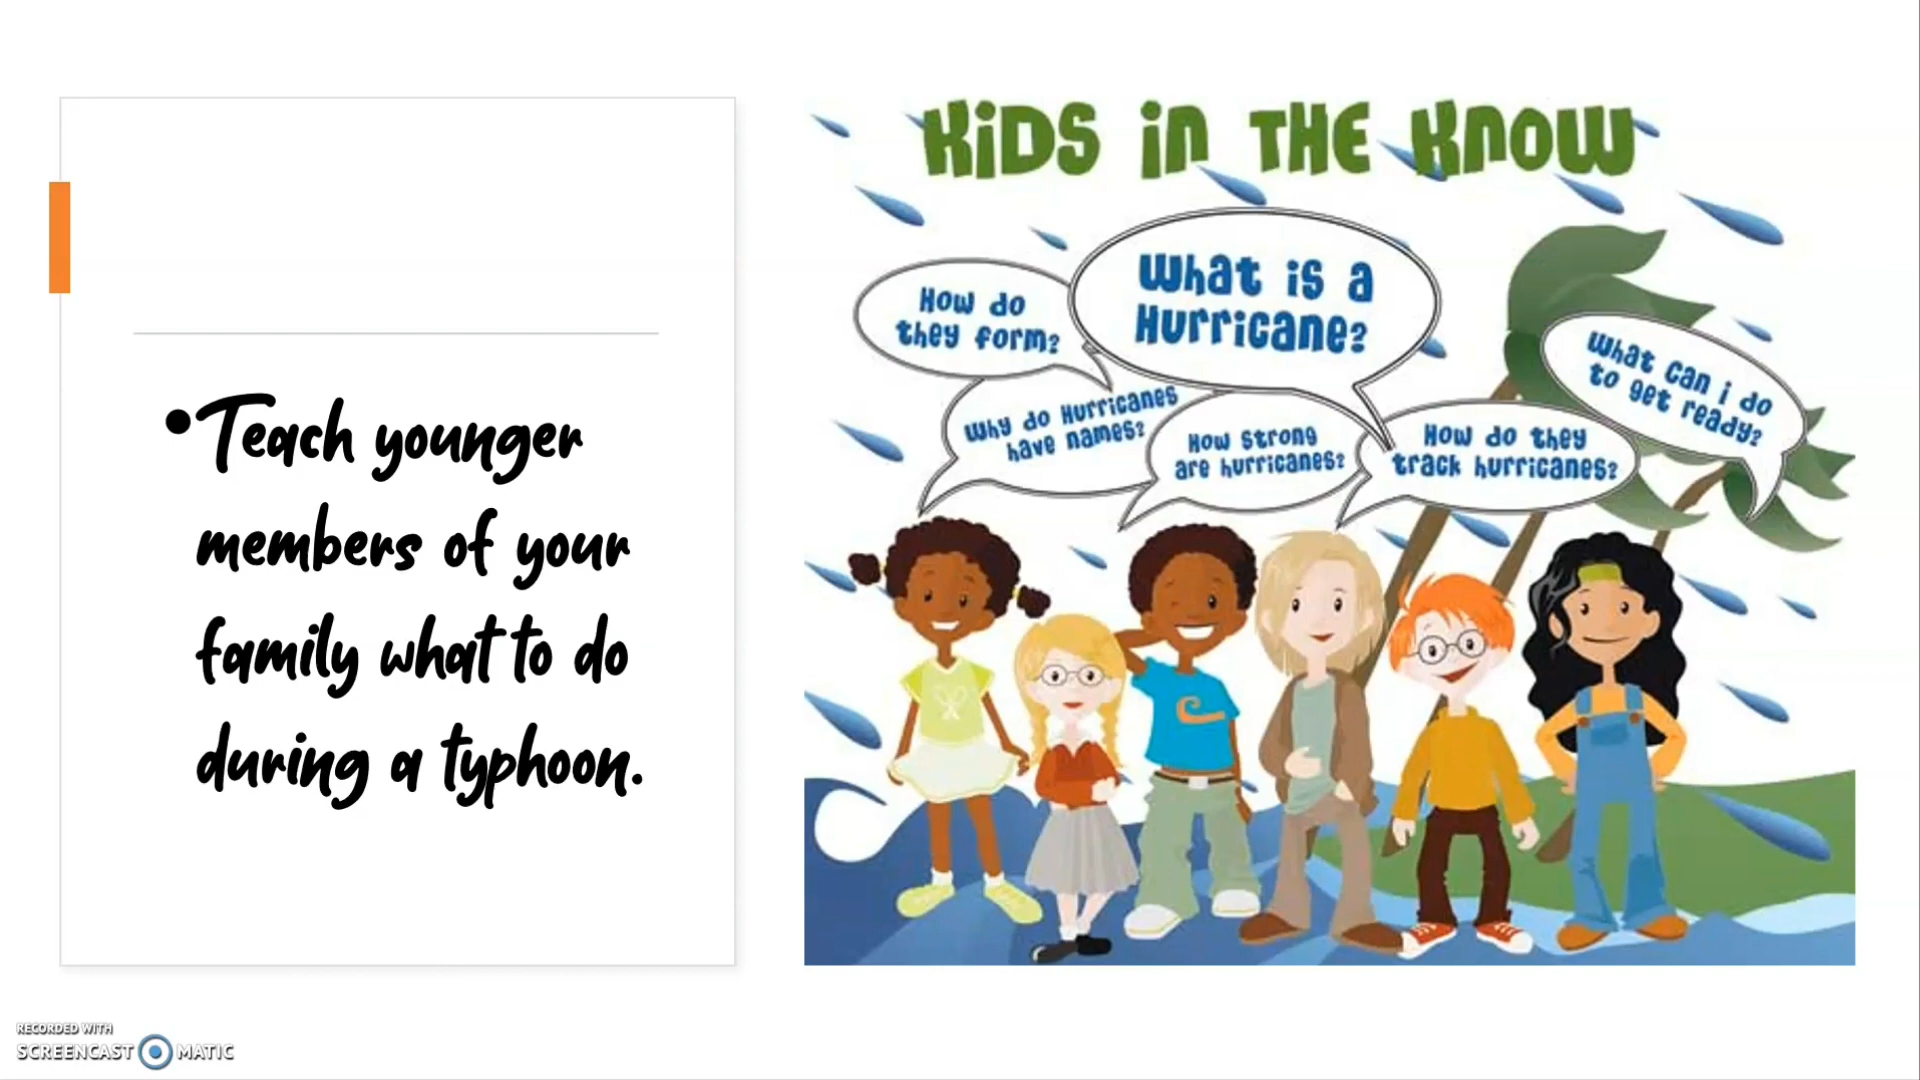 • Teach younger
members of your
family what to do
during a typhoon.
KiDS in THE KnOW
How do
they form?
What is a
Hurricane?
What can i do
to get ready?
Why do Hurricanes
have names?
How Strong
are hurricanes?
How do they
track hurricanes?
RECORDED WITH
SCREENCAST MATIC